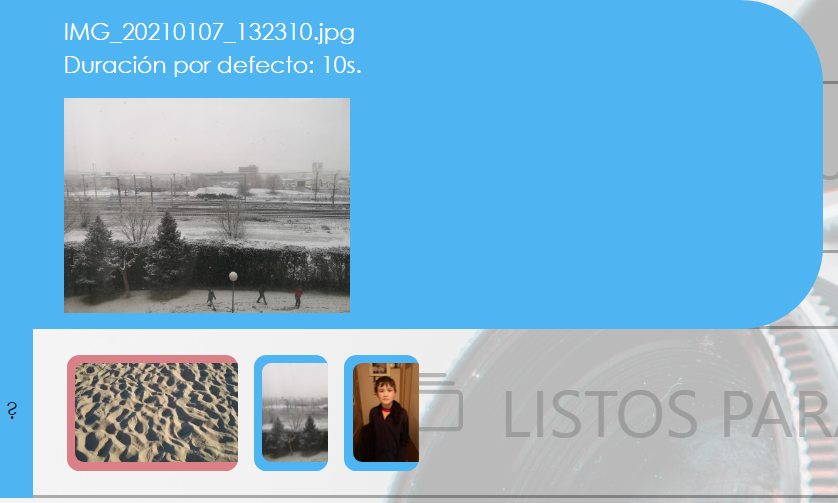 IMG_20210107_132310.jpg
Duración por defecto: 10s.
?
LISTOS PARA